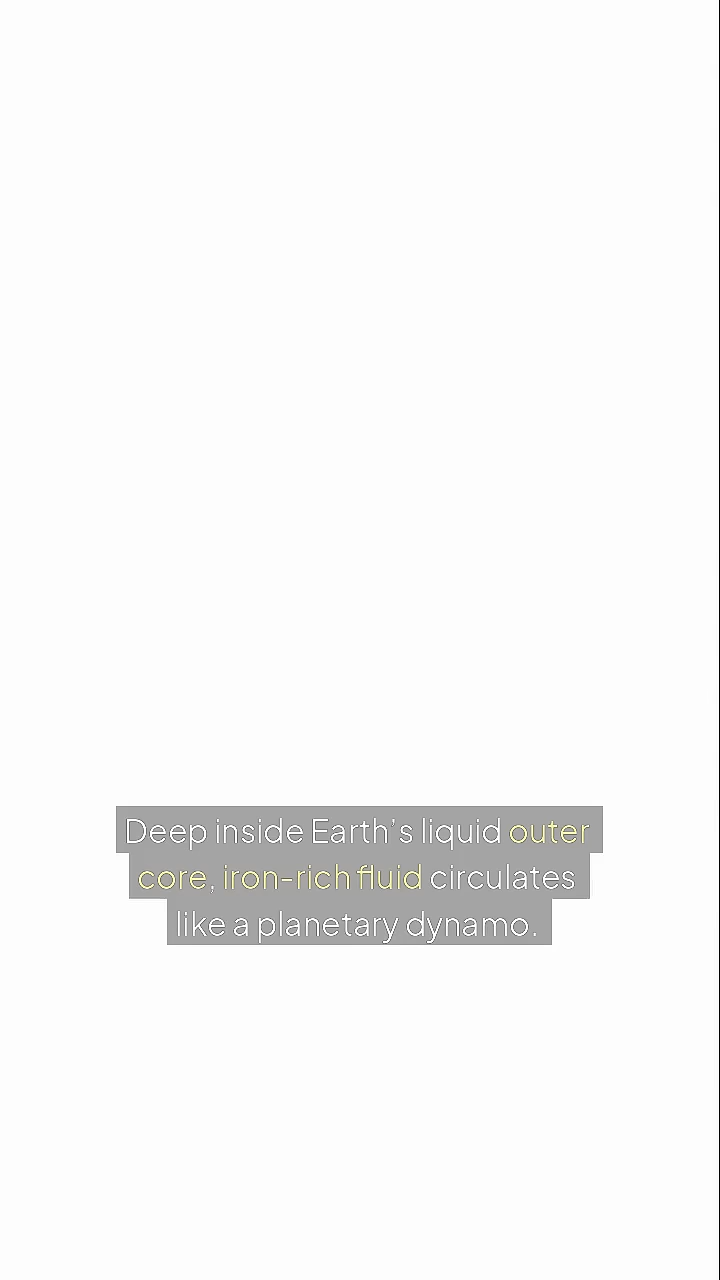 Deep inside Earth’s liquid outer
core, iron-rich fluid circulates
like a planetary dynamo.